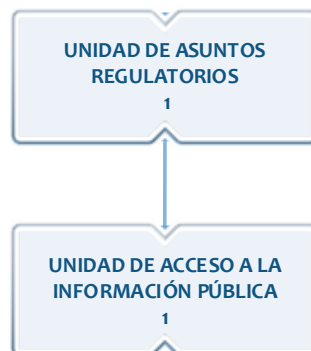 UNIDAD DE ASUNTOS
REGULATORIOS
1
UNIDAD DE ACCESO A LA
INFORMACIÓN PÚBLICA
1